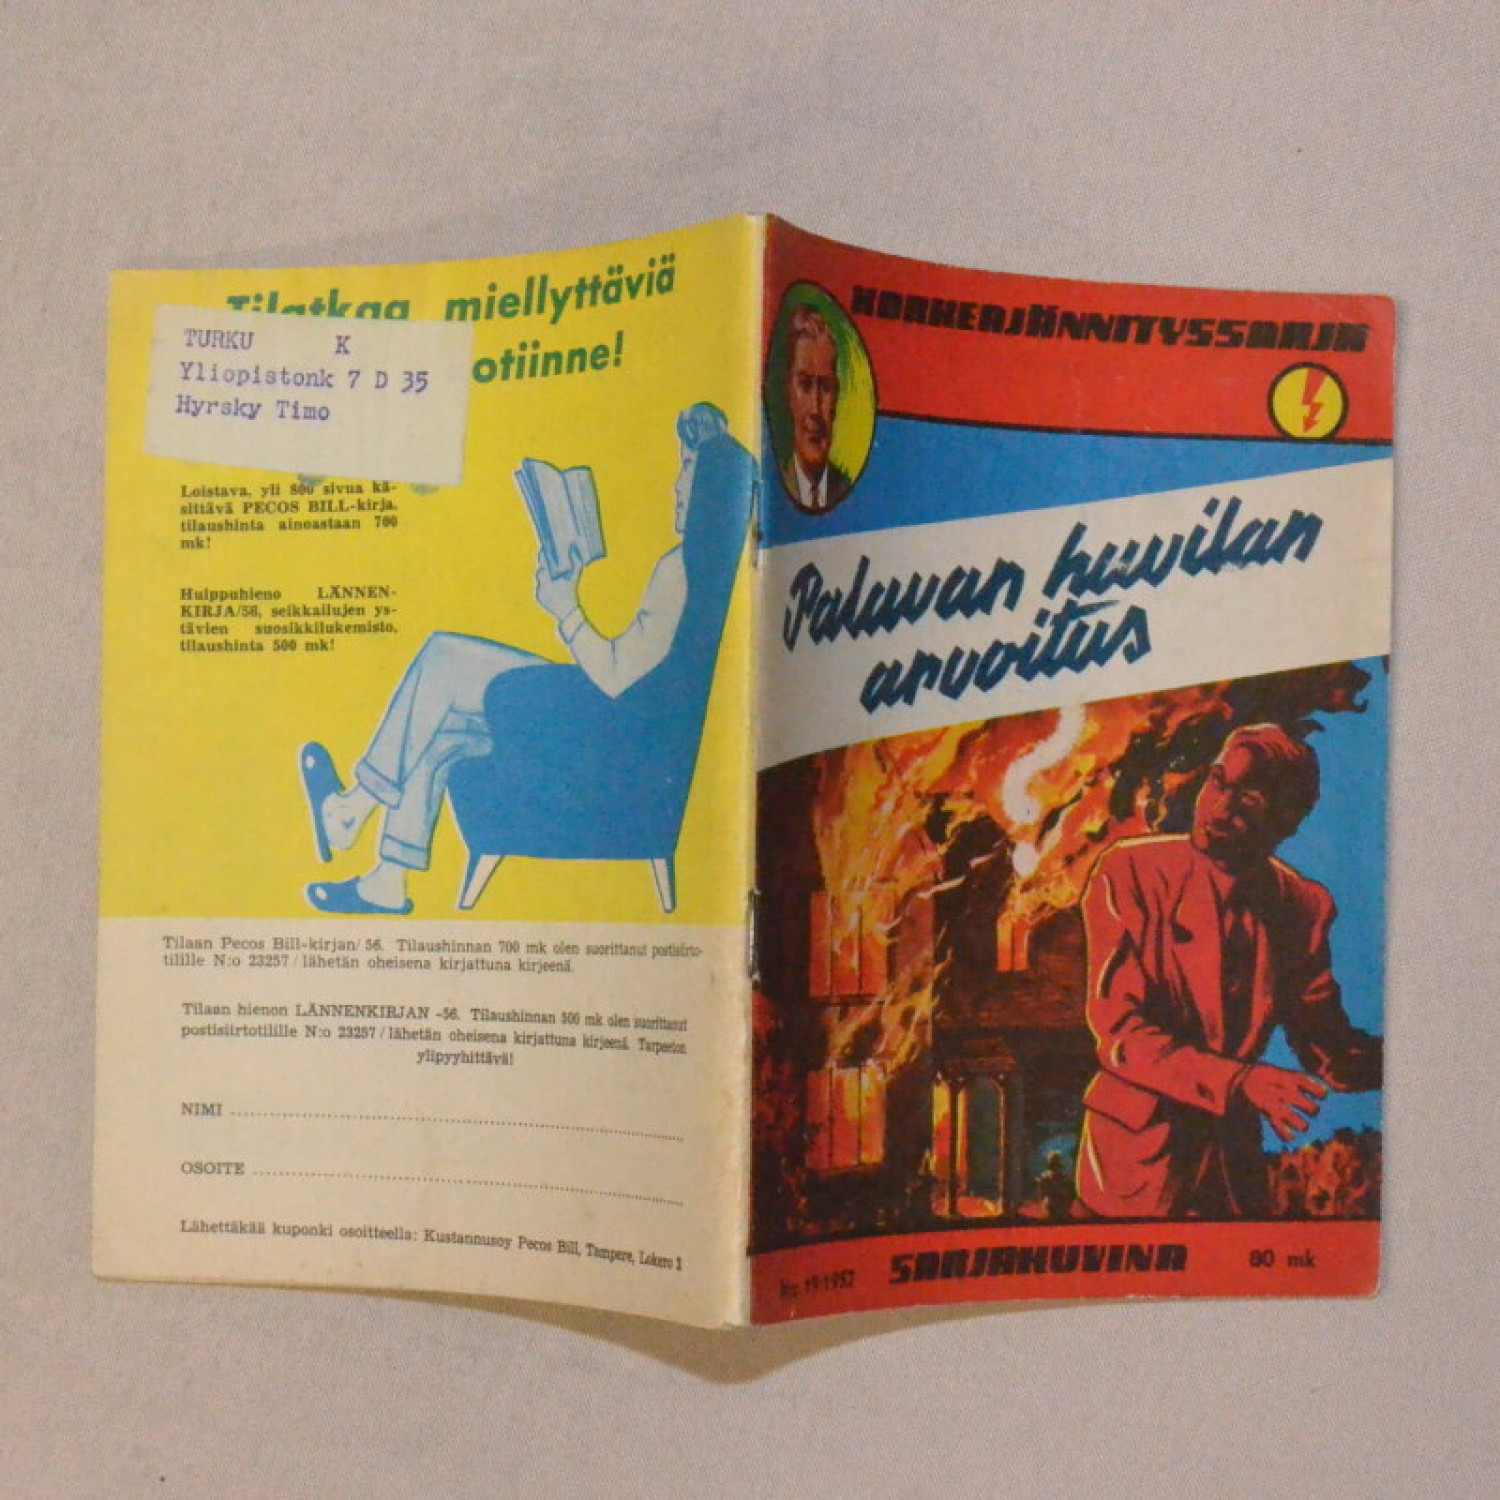 Tilatkaa miellyttäviä
otiinne!
TURKU K
Yliopistonk 7 D 35
Hyrsky Timo
Loistava, yli 800 sivua kä-
sittävä PECOS BILL-kirja,
tilaushinta ainoastaan 700
mk!
Huippuhieno LÄNNEN-
KIRJA/56, seikkailujen ys-
tävien suosikkilukemisto,
tilaushinta 500 mk!
Tilaan Pecos Bill-kirjan/ 56. Tilaushinnan 700 mk olen suorittanut postisiirto-
tilille N:o 23257 / lähetän oheisena kirjattuna kirjeenä.
Tilaan hienon LÄNNENKIRJAN -56. Tilaushinnan 500 mk olen suorittanut
postisiirtotilille N:o 23257 / lähetän oheisena kirjattuna kirjeenä. Tarpeeton
ylipyyhittävä!
NIMI
OSOITE
Lähettäkää kuponki osoitteella: Kustannusoy Pecos Bill, Tampere, Lokero 2
KORKEAJÄNNITYSSARJA
Palavan huvilan
arvoitus
N:o 19-1957 SARJAKUVINA 80 mk